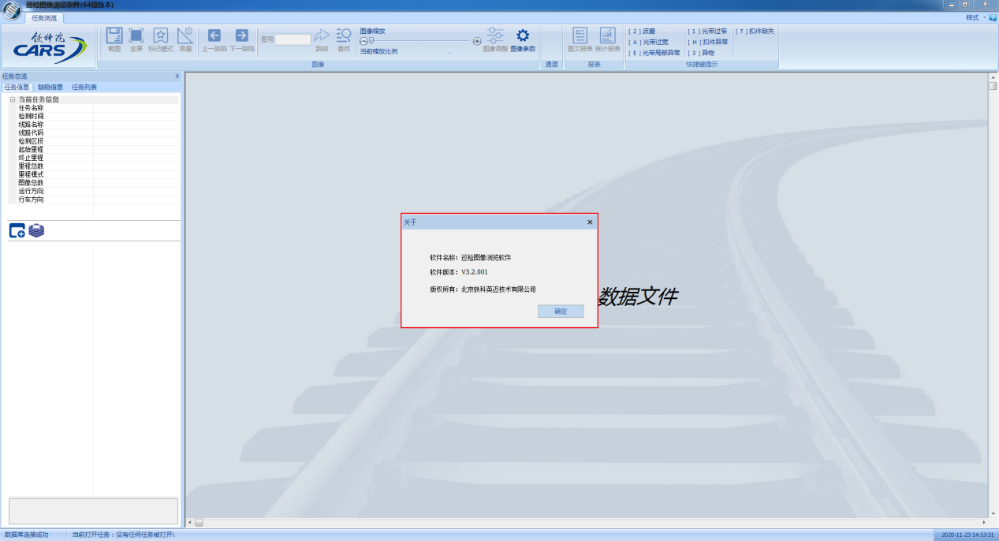 巡检图像浏览软件(64位版本)
任务浏览
样式
铁科院
CARS
截图 全屏 标记模式 测量
上一缺陷 下一缺陷
图号
跳转 查找
图像缩放
当前缩放比例
图像调整 图像参数
图像
通道
图文报表 统计报表
报表
[ 2 ] 波磨 [ 1 ] 光带过窄 [ T ] 扣件缺失
[ A ] 光带过宽 [ H ] 扣件异常
[ E ] 光带局部异常 [ 3 ] 异物
快捷键提示
任务总览
任务信息 缺陷信息 任务列表
当前任务信息
任务名称
检测时间
线路名称
线路代码
检测区段
起始里程
终止里程
里程总数
里程模式
图像总数
运行方向
行车方向
关于
软件名称：巡检图像浏览软件
软件版本：V3.2.001
版权所有：北京铁科英迈技术有限公司
确定
数据文件
数据库连接成功
当前打开任务：没有任何任务被打开!.
2020-11-23 14:53:31